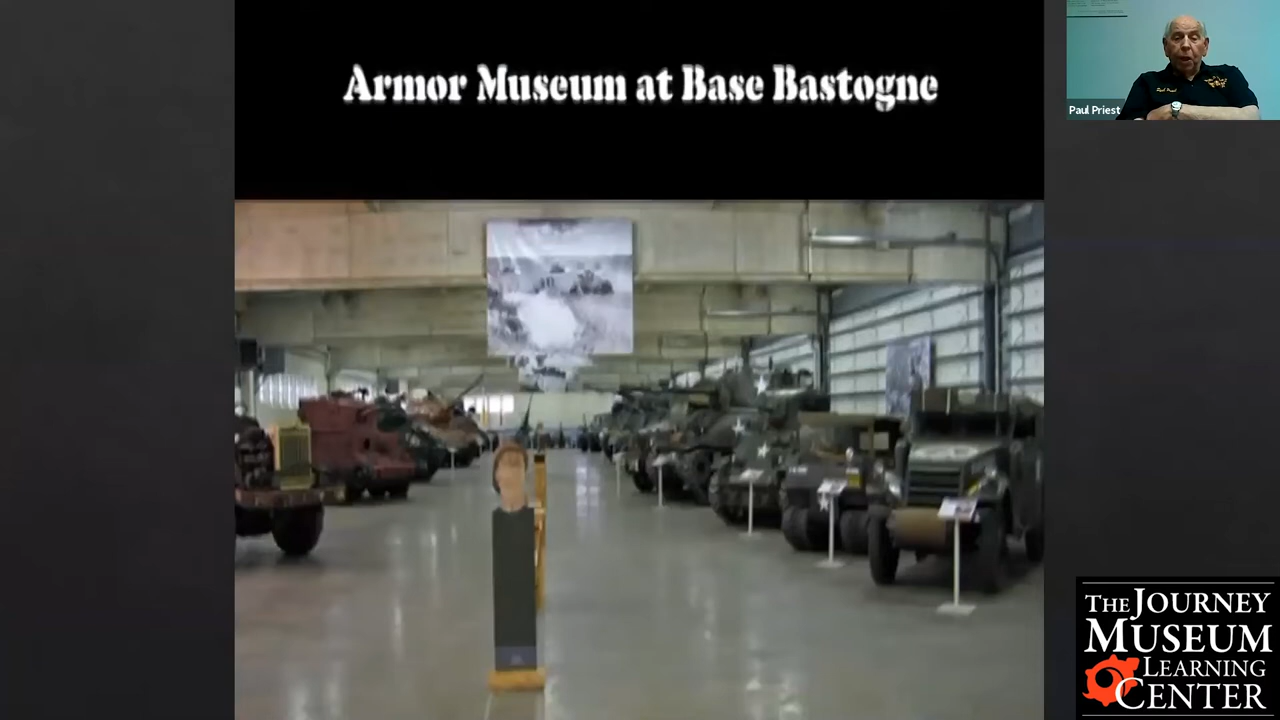 Armor Museum at Base Bastogne
Paul Priest
THE JOURNEY
MUSEUM
LEARNING
CENTER